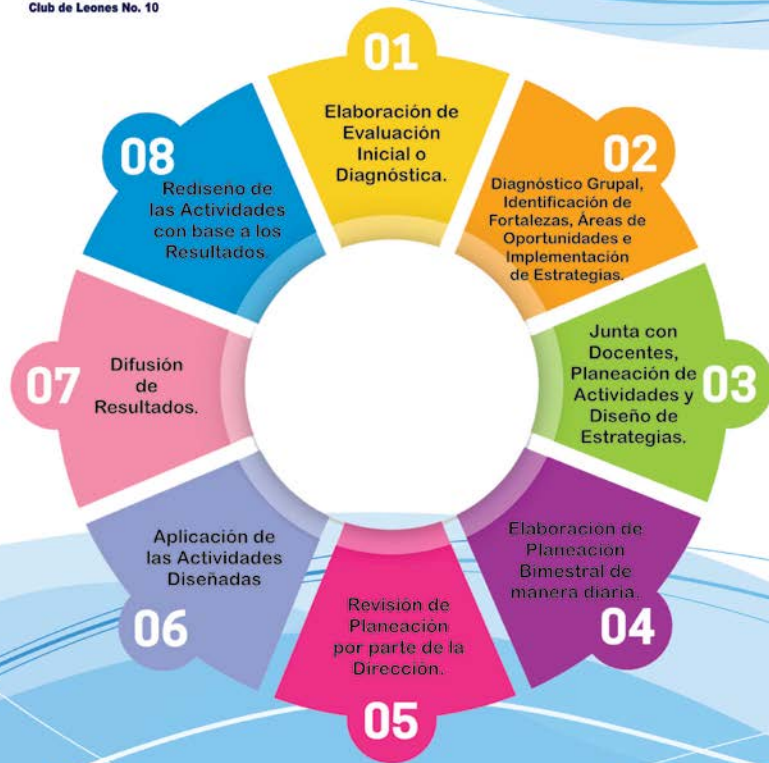 Club de Leones No. 10
01
Elaboración de
Evaluación
Inicial o
Diagnóstica.
02
Diagnóstico Grupal,
Identificación de
Fortalezas, Áreas de
Oportunidades e
Implementación
de Estrategias.
03
Junta con
Docentes,
Planeación de
Actividades y
Diseño de
Estrategias.
04
Elaboración de
Planeación
Bimestral de
manera diaria.
05
Revisión de
Planeación
por parte de la
Dirección.
06
Aplicación de
las Actividades
Diseñadas
07
Difusión
de
Resultados.
08
Rediseño de
las Actividades
con base a los
Resultados.